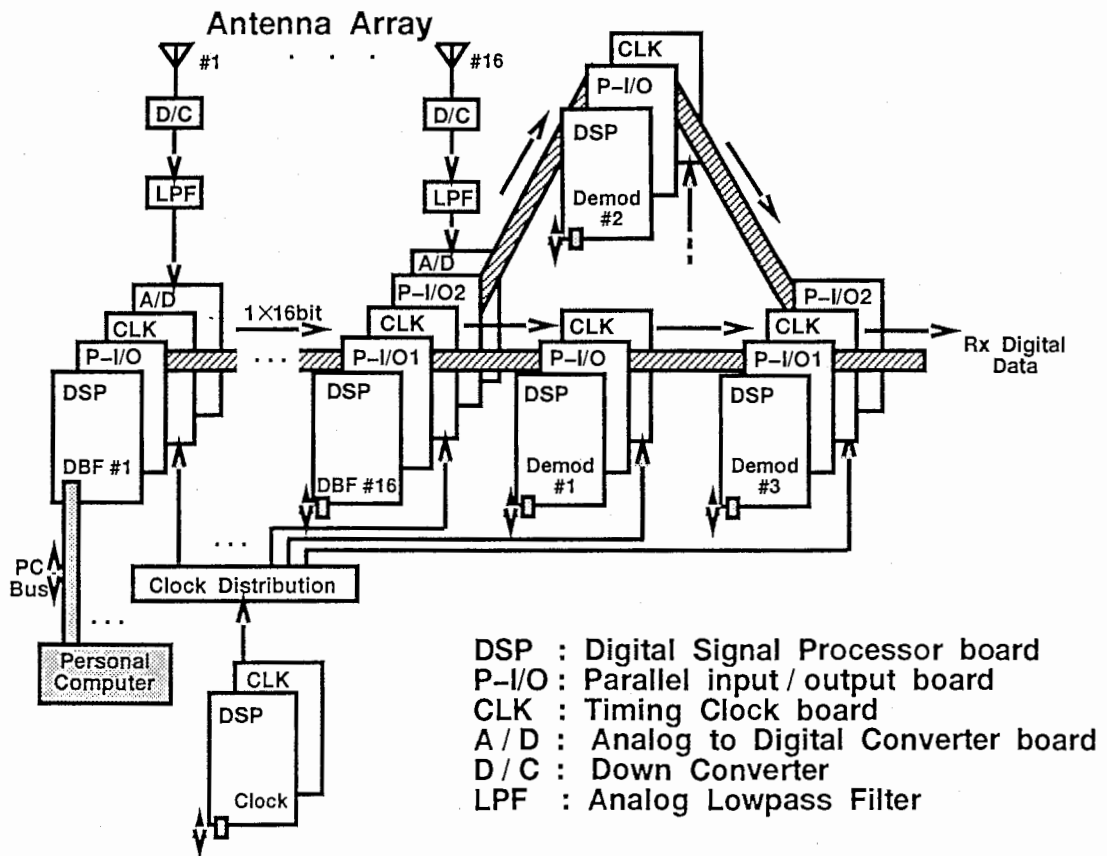 Antenna Array
#1
. . .
#16
D/C
D/C
LPF
LPF
CLK
P–I/O
DSP
Demod
#2
A/D
CLK
P–I/O
DSP
DBF #1
1×16bit
...
A/D
P–I/O2
CLK
P–I/O1
DSP
DBF #16
CLK
P–I/O
DSP
Demod
#1
P–I/O2
CLK
P–I/O1
DSP
Demod
#3
Rx Digital
Data
...
PC
Bus
Clock Distribution
...
Personal
Computer
CLK
DSP
Clock
DSP : Digital Signal Processor board
P–I/O : Parallel input / output board
CLK : Timing Clock board
A / D : Analog to Digital Converter board
D / C : Down Converter
LPF : Analog Lowpass Filter